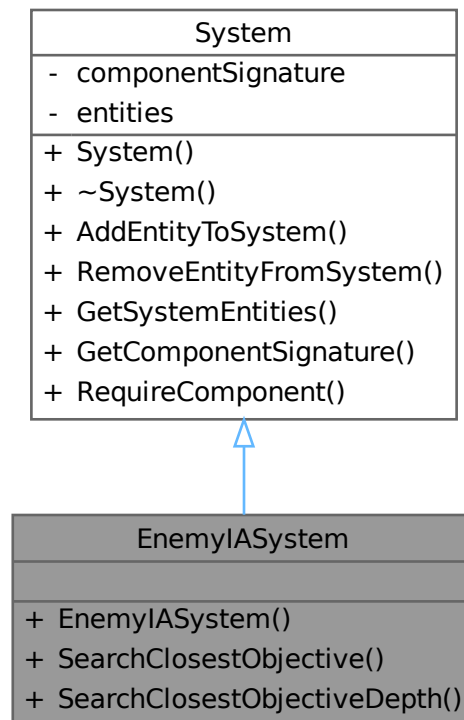 System
- componentSignature
- entities
+ System()
+ ~System()
+ AddEntityToSystem()
+ RemoveEntityFromSystem()
+ GetSystemEntities()
+ GetComponentSignature()
+ RequireComponent()
EnemyIASystem
+ EnemyIASystem()
+ SearchClosestObjective()
+ SearchClosestObjectiveDepth()